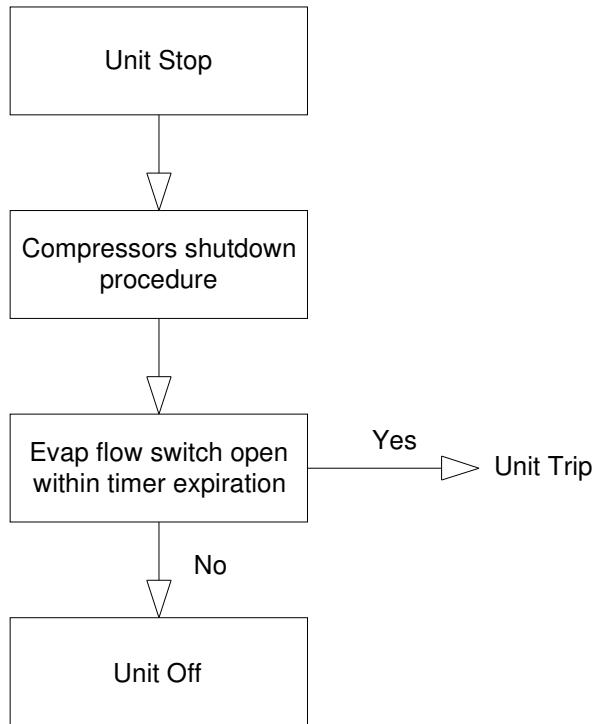 Unit Stop
Compressors shutdown
procedure
Evap flow switch open
within timer expiration
Yes
Unit Trip
No
Unit Off